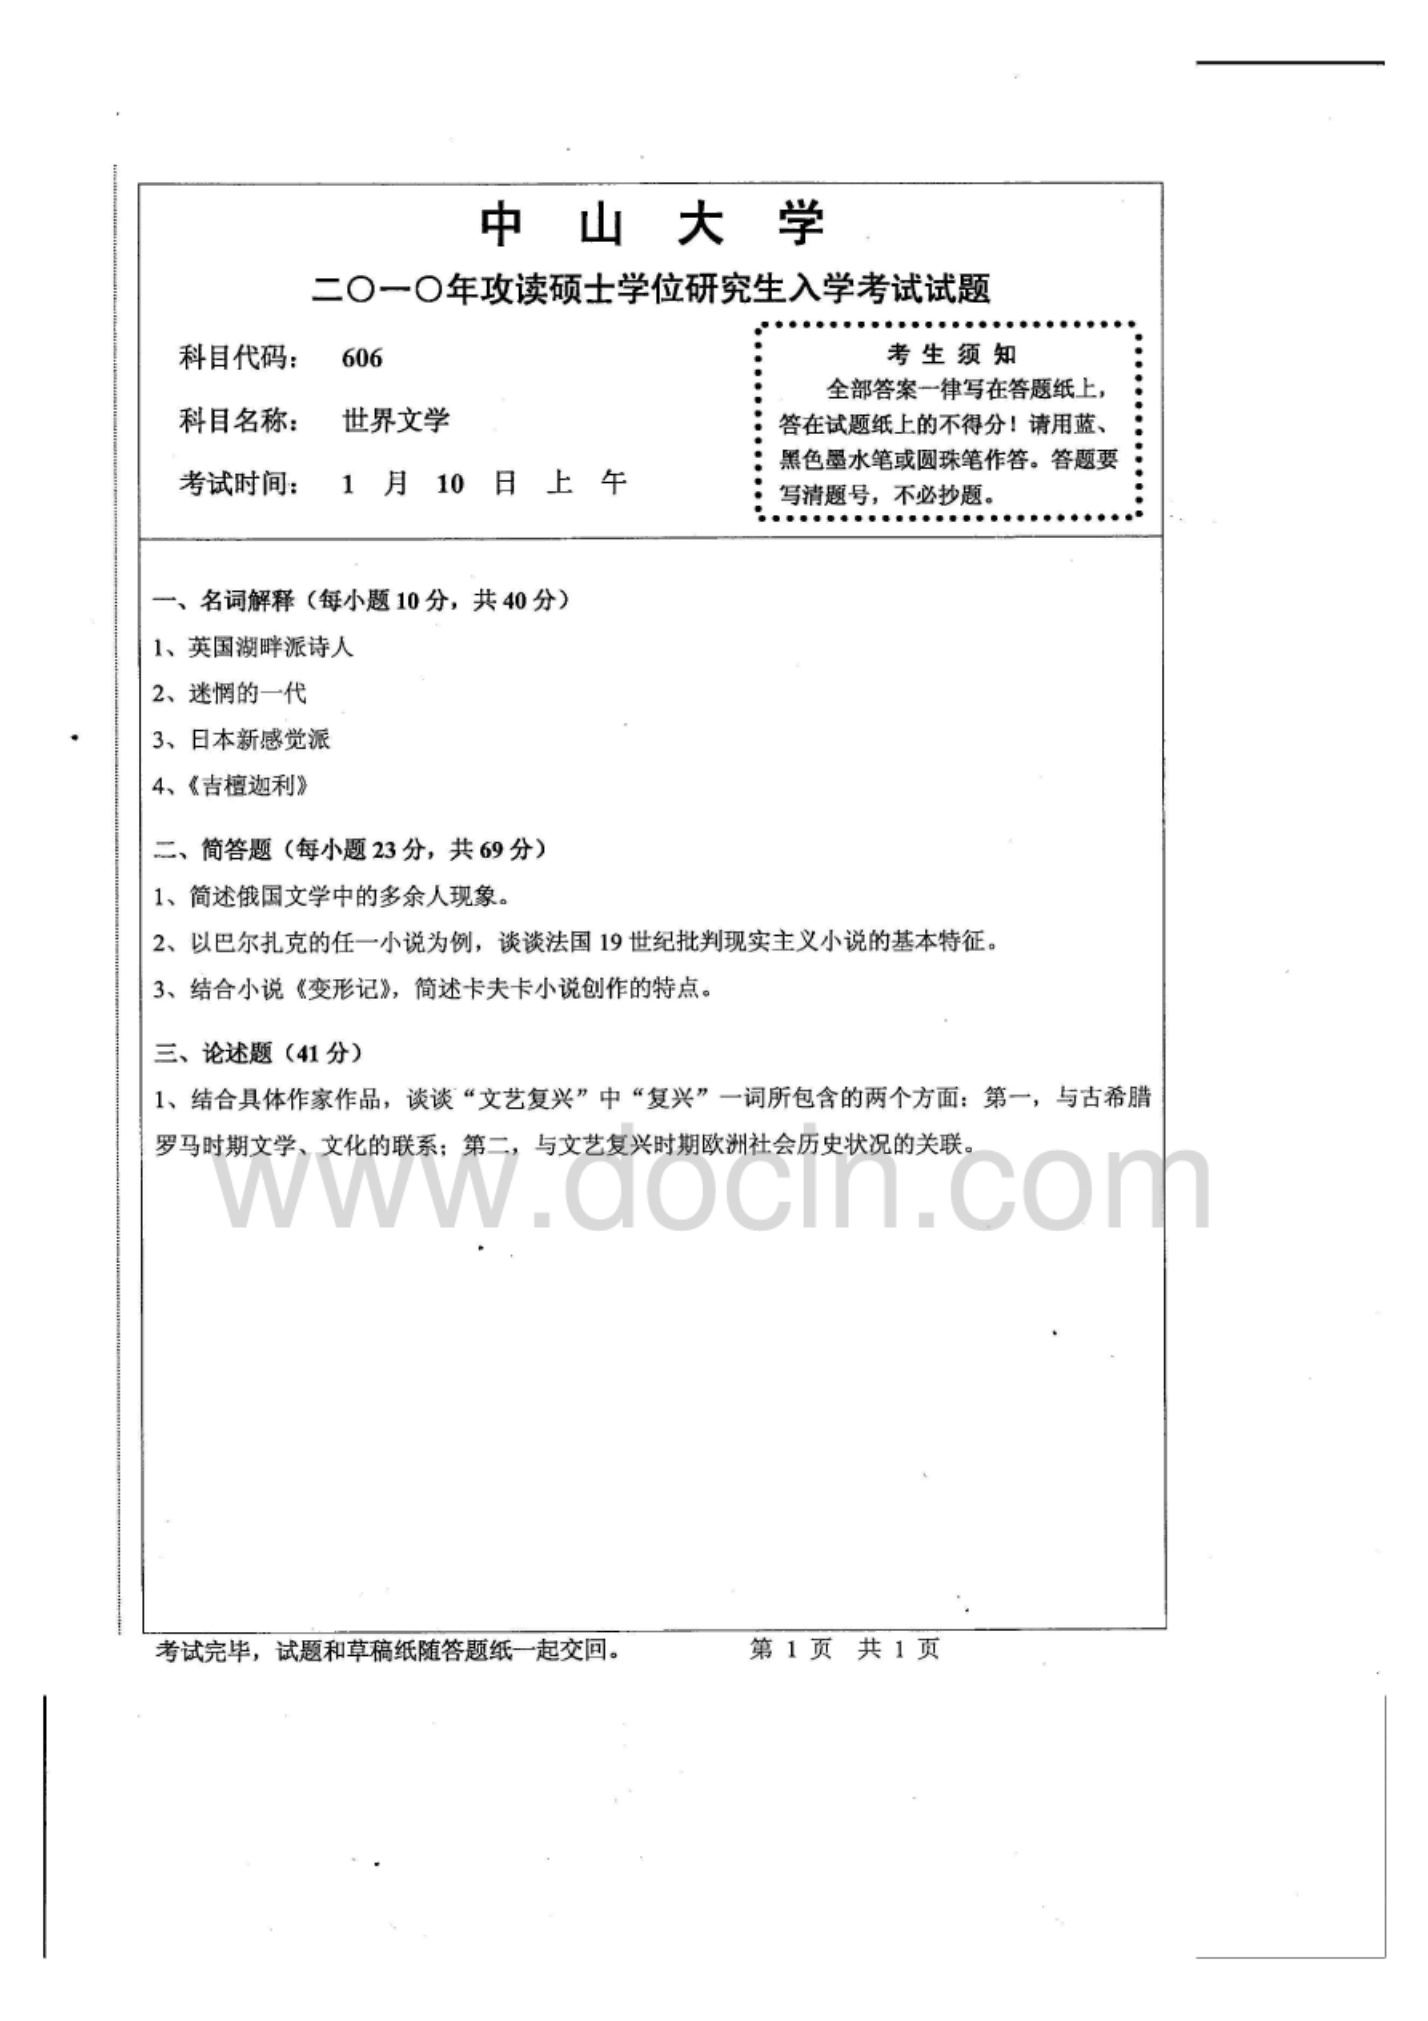 中 山 大 学
二〇一〇年攻读硕士学位研究生入学考试试题
科目代码： 606
科目名称： 世界文学
考试时间： 1 月 10 日 上 午
考 生 须 知
全部答案一律写在答题纸上，
答在试题纸上的不得分！请用蓝、
黑色墨水笔或圆珠笔作答。答题要
写清题号，不必抄题。
一、名词解释（每小题 10 分，共 40 分）
1、英国湖畔派诗人
2、迷惘的一代
3、日本新感觉派
4、《吉檀迦利》
二、简答题（每小题 23 分，共 69 分）
1、简述俄国文学中的多余人现象。
2、以巴尔扎克的任一小说为例，谈谈法国 19 世纪批判现实主义小说的基本特征。
3、结合小说《变形记》，简述卡夫卡小说创作的特点。
三、论述题（41 分）
1、结合具体作家作品，谈谈“文艺复兴”中“复兴”一词所包含的两个方面：第一，与古希腊
罗马时期文学、文化的联系；第二，与文艺复兴时期欧洲社会历史状况的关联。
www.docin.com
考试完毕，试题和草稿纸随答题纸一起交回。 第 1 页 共 1 页